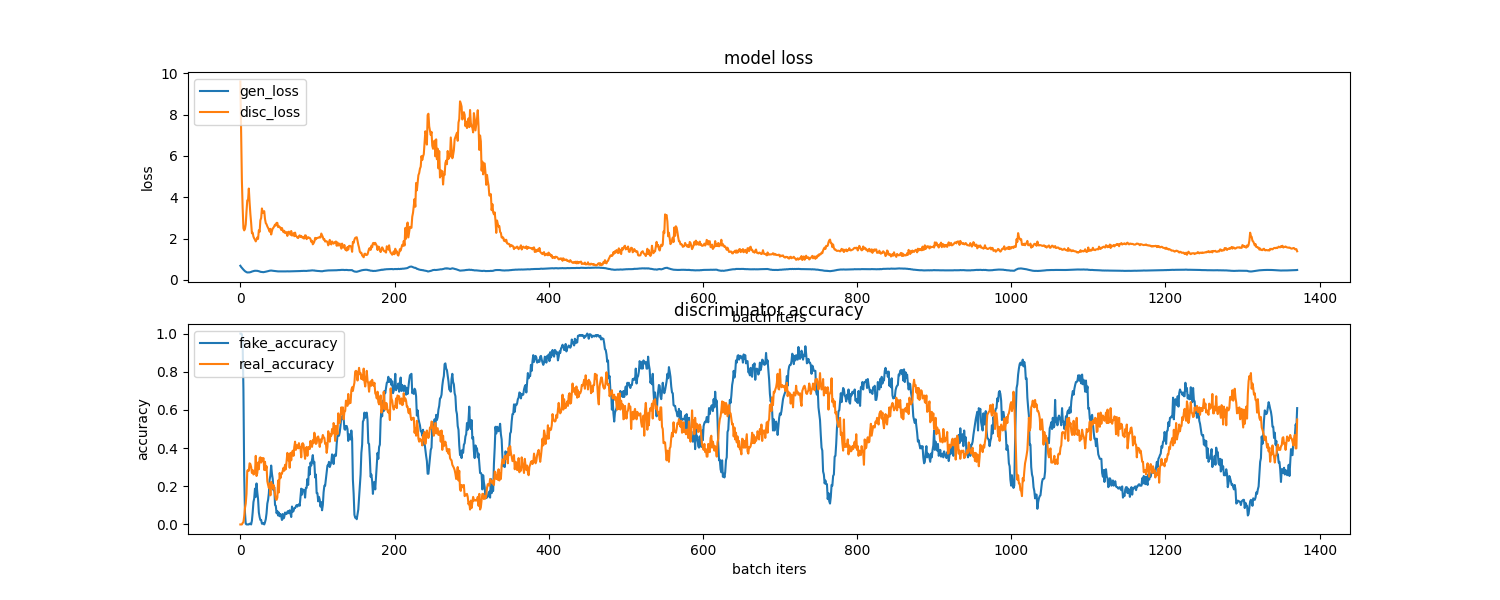 model loss
10
8
6
4
2
0
loss
gen_loss
disc_loss
0 200 400 600 800 1000 1200 1400
batch iters
discriminator accuracy
1.0
0.8
0.6
0.4
0.2
0.0
accuracy
fake_accuracy
real_accuracy
0 200 400 600 800 1000 1200 1400
batch iters